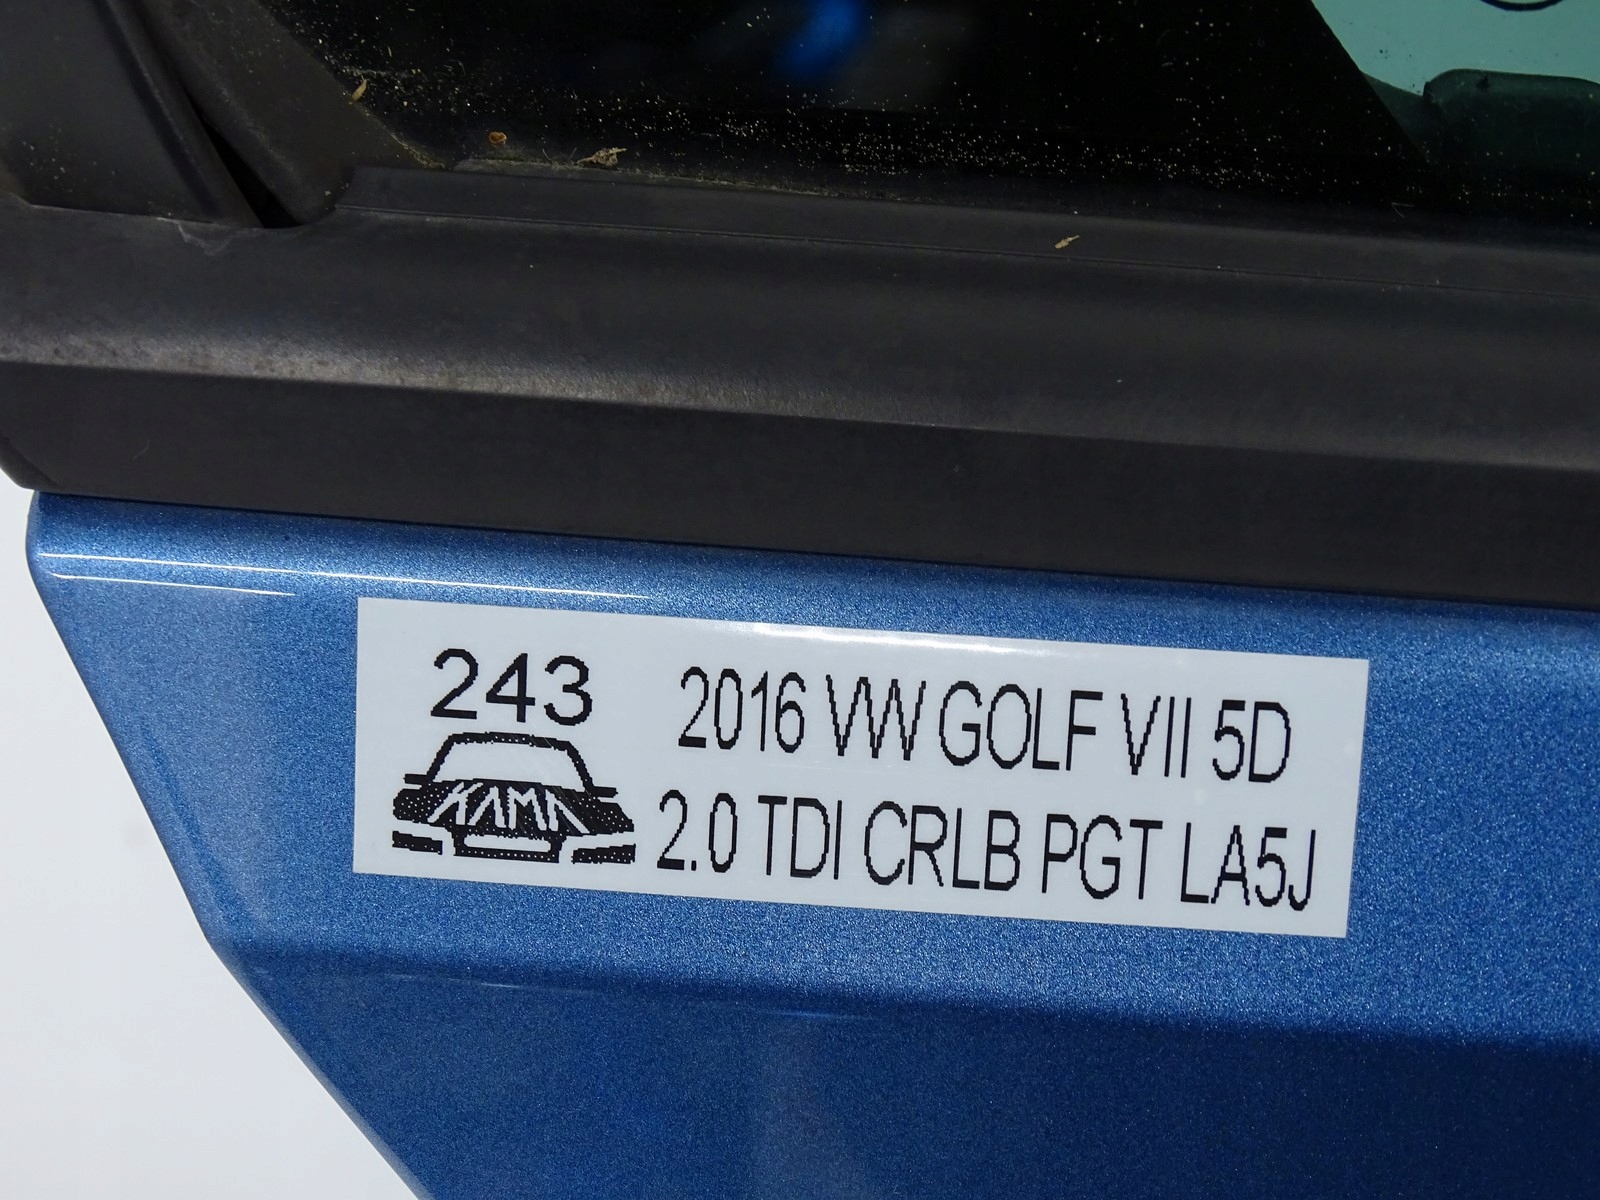 243
KAMA
2016 VW GOLF VII 5D
2.0 TDI CRLB PGT LA5J